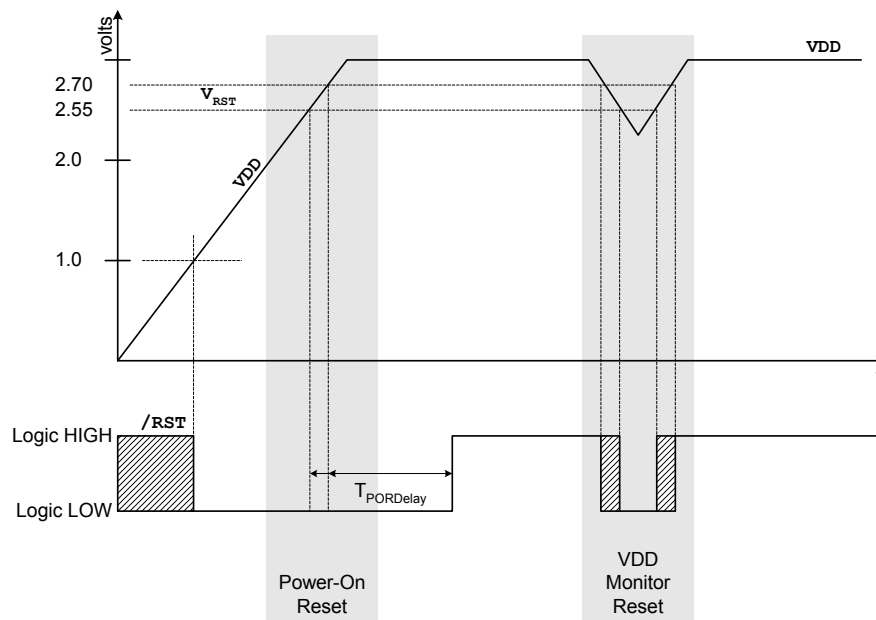 volts
VDD
2.70
V_RST
2.55
2.0
VDD
1.0
/RST
Logic HIGH
T_PORDelay
Logic LOW
Power-On
Reset
VDD
Monitor
Reset